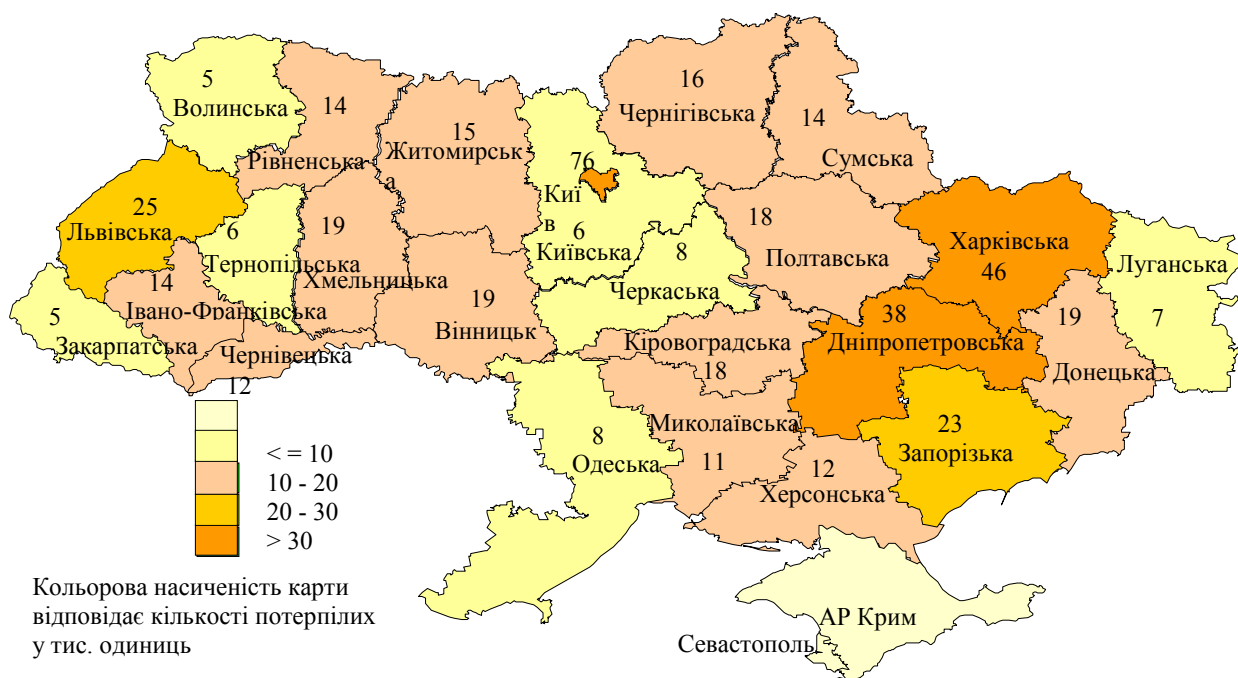 5
Волинська
14
Рівненська
15
Житомирськ
а
76
Киї
в
6
Київська
16
Чернігівська
14
Сумська
25
Львівська
6
Тернопільська
19
Хмельницька
18
Полтавська
Харківська
46
Луганська
7
8
Черкаська
19
Вінницьк
14
Івано-Франківська
5
Закарпатська
Чернівецька
12
Кіровоградська
18
38
Дніпропетровська
19
Донецька
8
Одеська
Миколаївська
11
12
Херсонська
23
Запорізька
АР Крим
Севастополь
< = 10
10 - 20
20 - 30
> 30
Кольорова насиченість карти
відповідає кількості потерпілих
у тис. одиниць